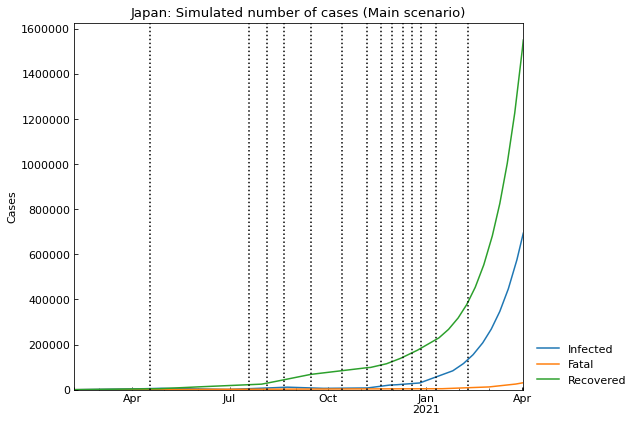 Japan: Simulated number of cases (Main scenario)
1600000
1400000
1200000
1000000
800000
600000
400000
200000
0
Cases
Apr
Jul
Oct
Jan
2021
Apr
Infected
Fatal
Recovered